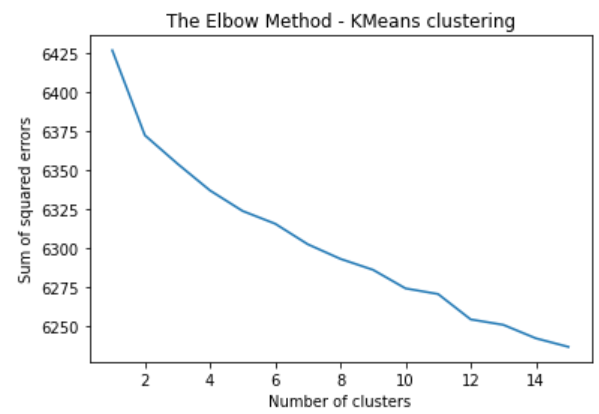 The Elbow Method - KMeans clustering
6425
6400
6375
6350
6325
6300
6275
6250
Sum of squared errors
2 4 6 8 10 12 14
Number of clusters